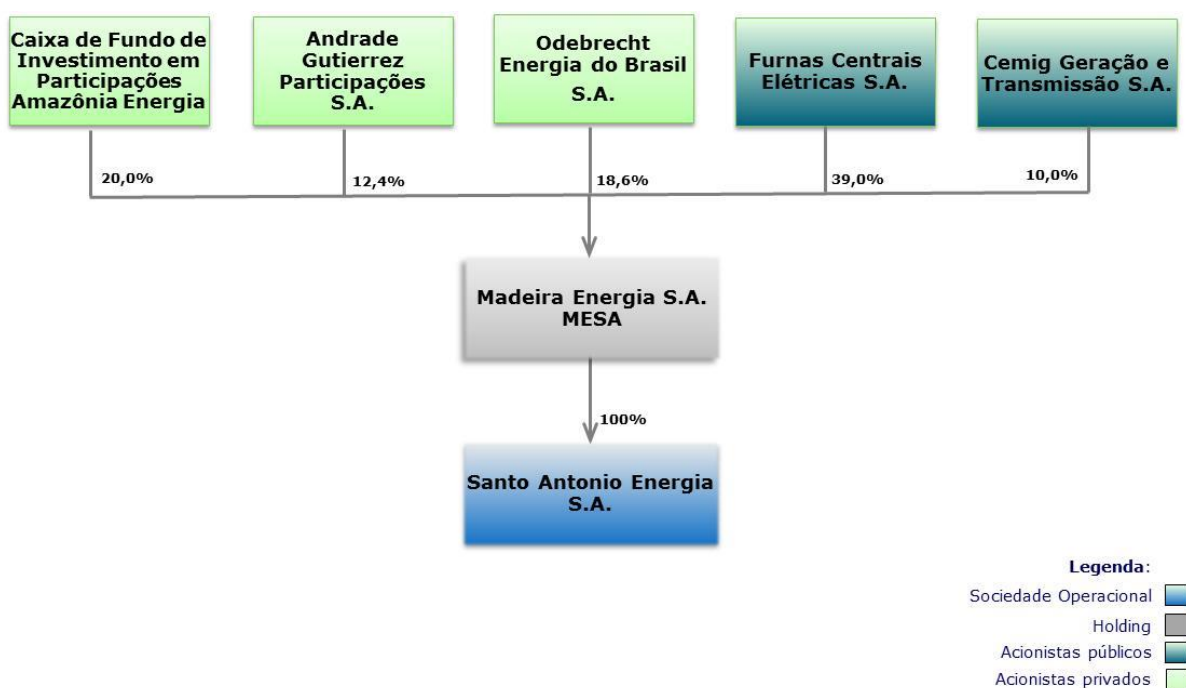 Caixa de Fundo de
Investimento em
Participações
Amazônia Energia
Andrade
Gutierrez
Participações
S.A.
Odebrecht
Energia do Brasil
S.A.
Furnas Centrais
Elétricas S.A.
Cemig Geração e
Transmissão S.A.
20,0%
12,4%
18,6%
39,0%
10,0%
Madeira Energia S.A.
MESA
100%
Santo Antonio Energia
S.A.
Legenda:
Sociedade Operacional
Holding
Acionistas públicos
Acionistas privados